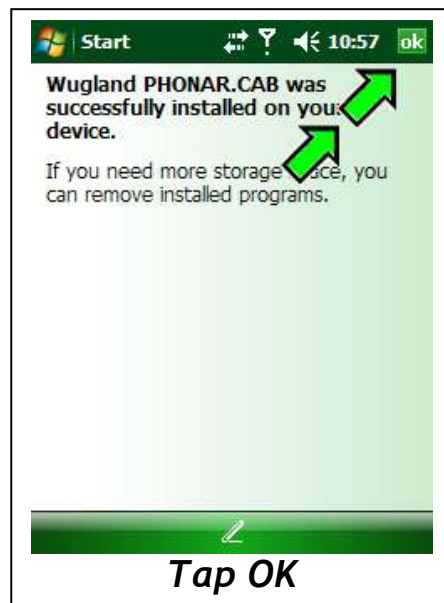 Start 10:57 ok
Wugland PHONAR.CAB was
successfully installed on you
device.
If you need more storage ace, you
can remove installed programs.
Tap OK